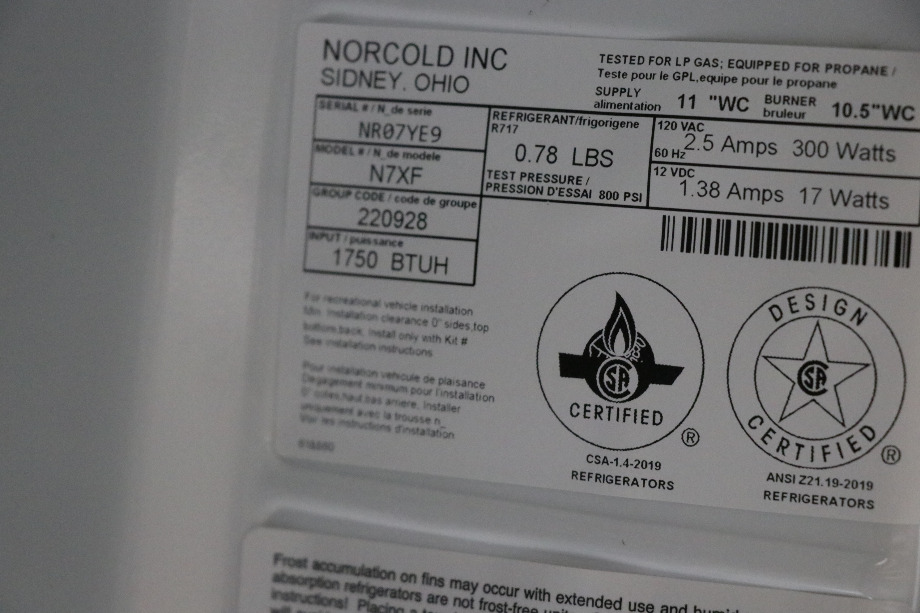 NORCOLD INC
SIDNEY, OHIO
TESTED FOR LP GAS; EQUIPPED FOR PROPANE /
Teste pour le GPL,equipe pour le propane
SUPPLY
alimentation 11 "WC BURNER
bruleur 10.5"WC
SERIAL # / N_de serie
NR07YE9
MODEL # / N_de modele
N7XF
GROUP CODE / code de groupe
220928
INPUT / puissance
1750 BTUH
REFRIGERANT/frigorigene
R717
0.78 LBS
TEST PRESSURE /
PRESSION D'ESSAI 800 PSI
120 VAC
60 Hz 2.5 Amps 300 Watts
12 VDC
1.38 Amps 17 Watts
For recreational vehicle installation
Min. installation clearance 0" sides,top
bottom,back. Install only with Kit #
See installation instructions
Pour installation vehicule de plaisance
Degagement minimum pour l'installation
0" cotes,haut,bas arriere. Installer
uniquement avec la trousse n_
Voir les instructions d'installation
SA
CERTIFIED
®
CSA-1.4-2019
REFRIGERATORS
DESIGN
SA
CERTIFIED
®
ANSI Z21.19-2019
REFRIGERATORS
Frost accumulation on fins may occur with extended use and
absorption refrigerators are not frost-free
instructions! Placing a
will